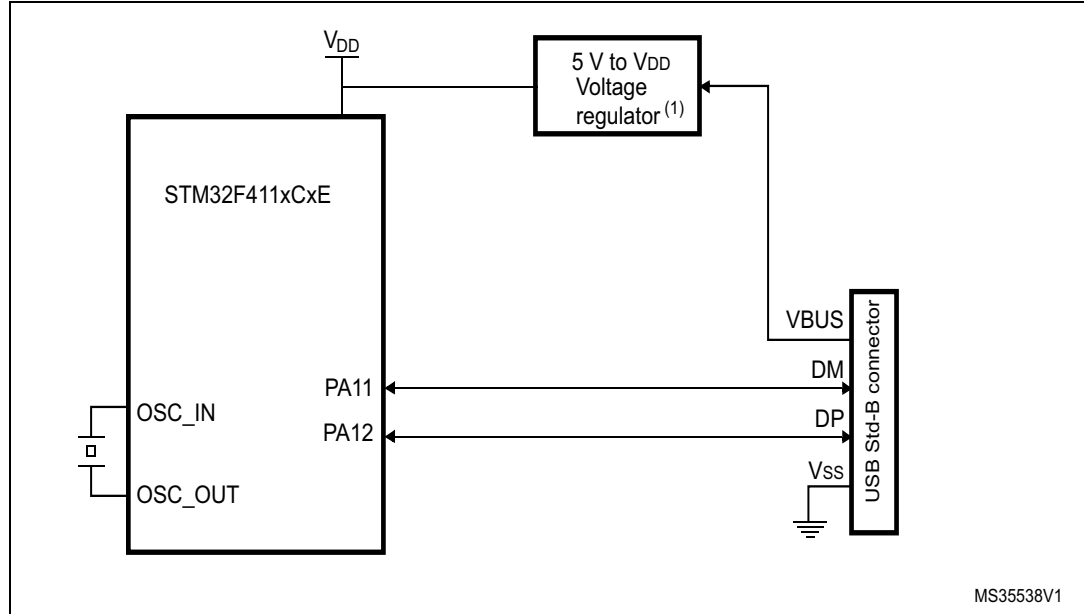 VDD
5 V to VDD
Voltage
regulator (1)
STM32F411xCxE
VBUS
DM
DP
VSS
PA11
PA12
OSC_IN
OSC_OUT
USB Std-B connector
MS35538V1